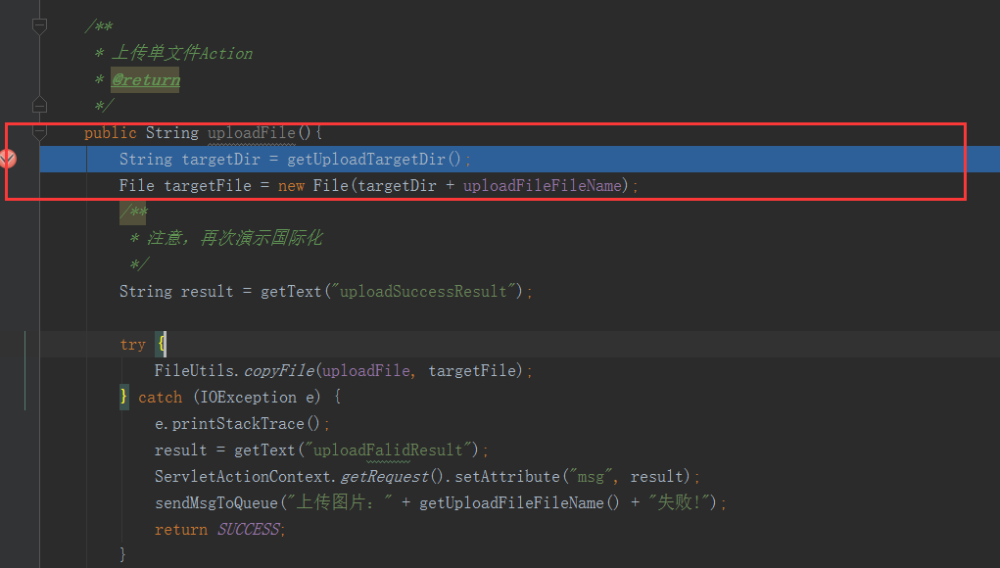 /**
* 上传单文件Action
* @return
*/
public String uploadFile(){
String targetDir = getUploadTargetDir();
File targetFile = new File(targetDir + uploadFileFileName);
/**
* 注意，再次演示国际化
*/
String result = getText("uploadSuccessResult");
try {
FileUtils.copyFile(uploadFile, targetFile);
} catch (IOException e) {
e.printStackTrace();
result = getText("uploadFalidResult");
ServletActionContext.getRequest().setAttribute("msg", result);
sendMsgToQueue("上传图片：" + getUploadFileFileName() + "失败!");
return SUCCESS;
}